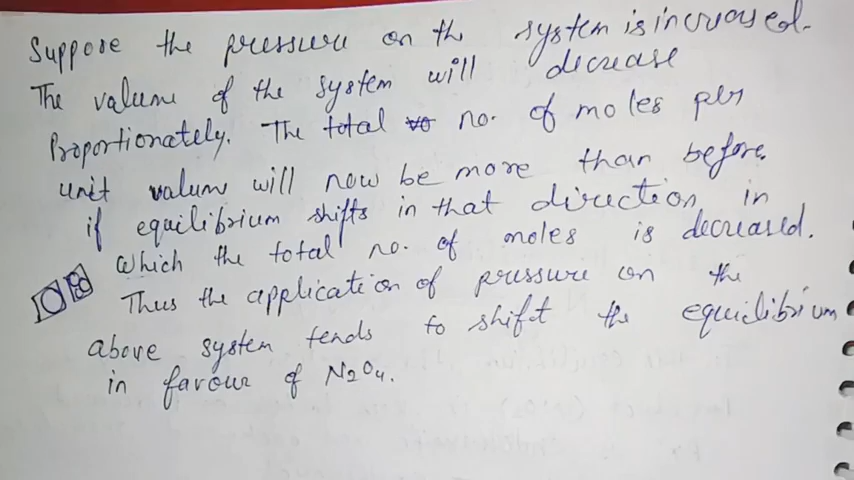 Suppose the pressure on the system is increased.
The valume of the system will decrease
Proportionately. The total no. of moles per
unit valume will now be more than before.
if equilibrium shifts in that direction in
which the total no. of moles is decreased.
Thus the application of pressure on the
above system tends to shift the equilibrium
in favour of N₂O₄.